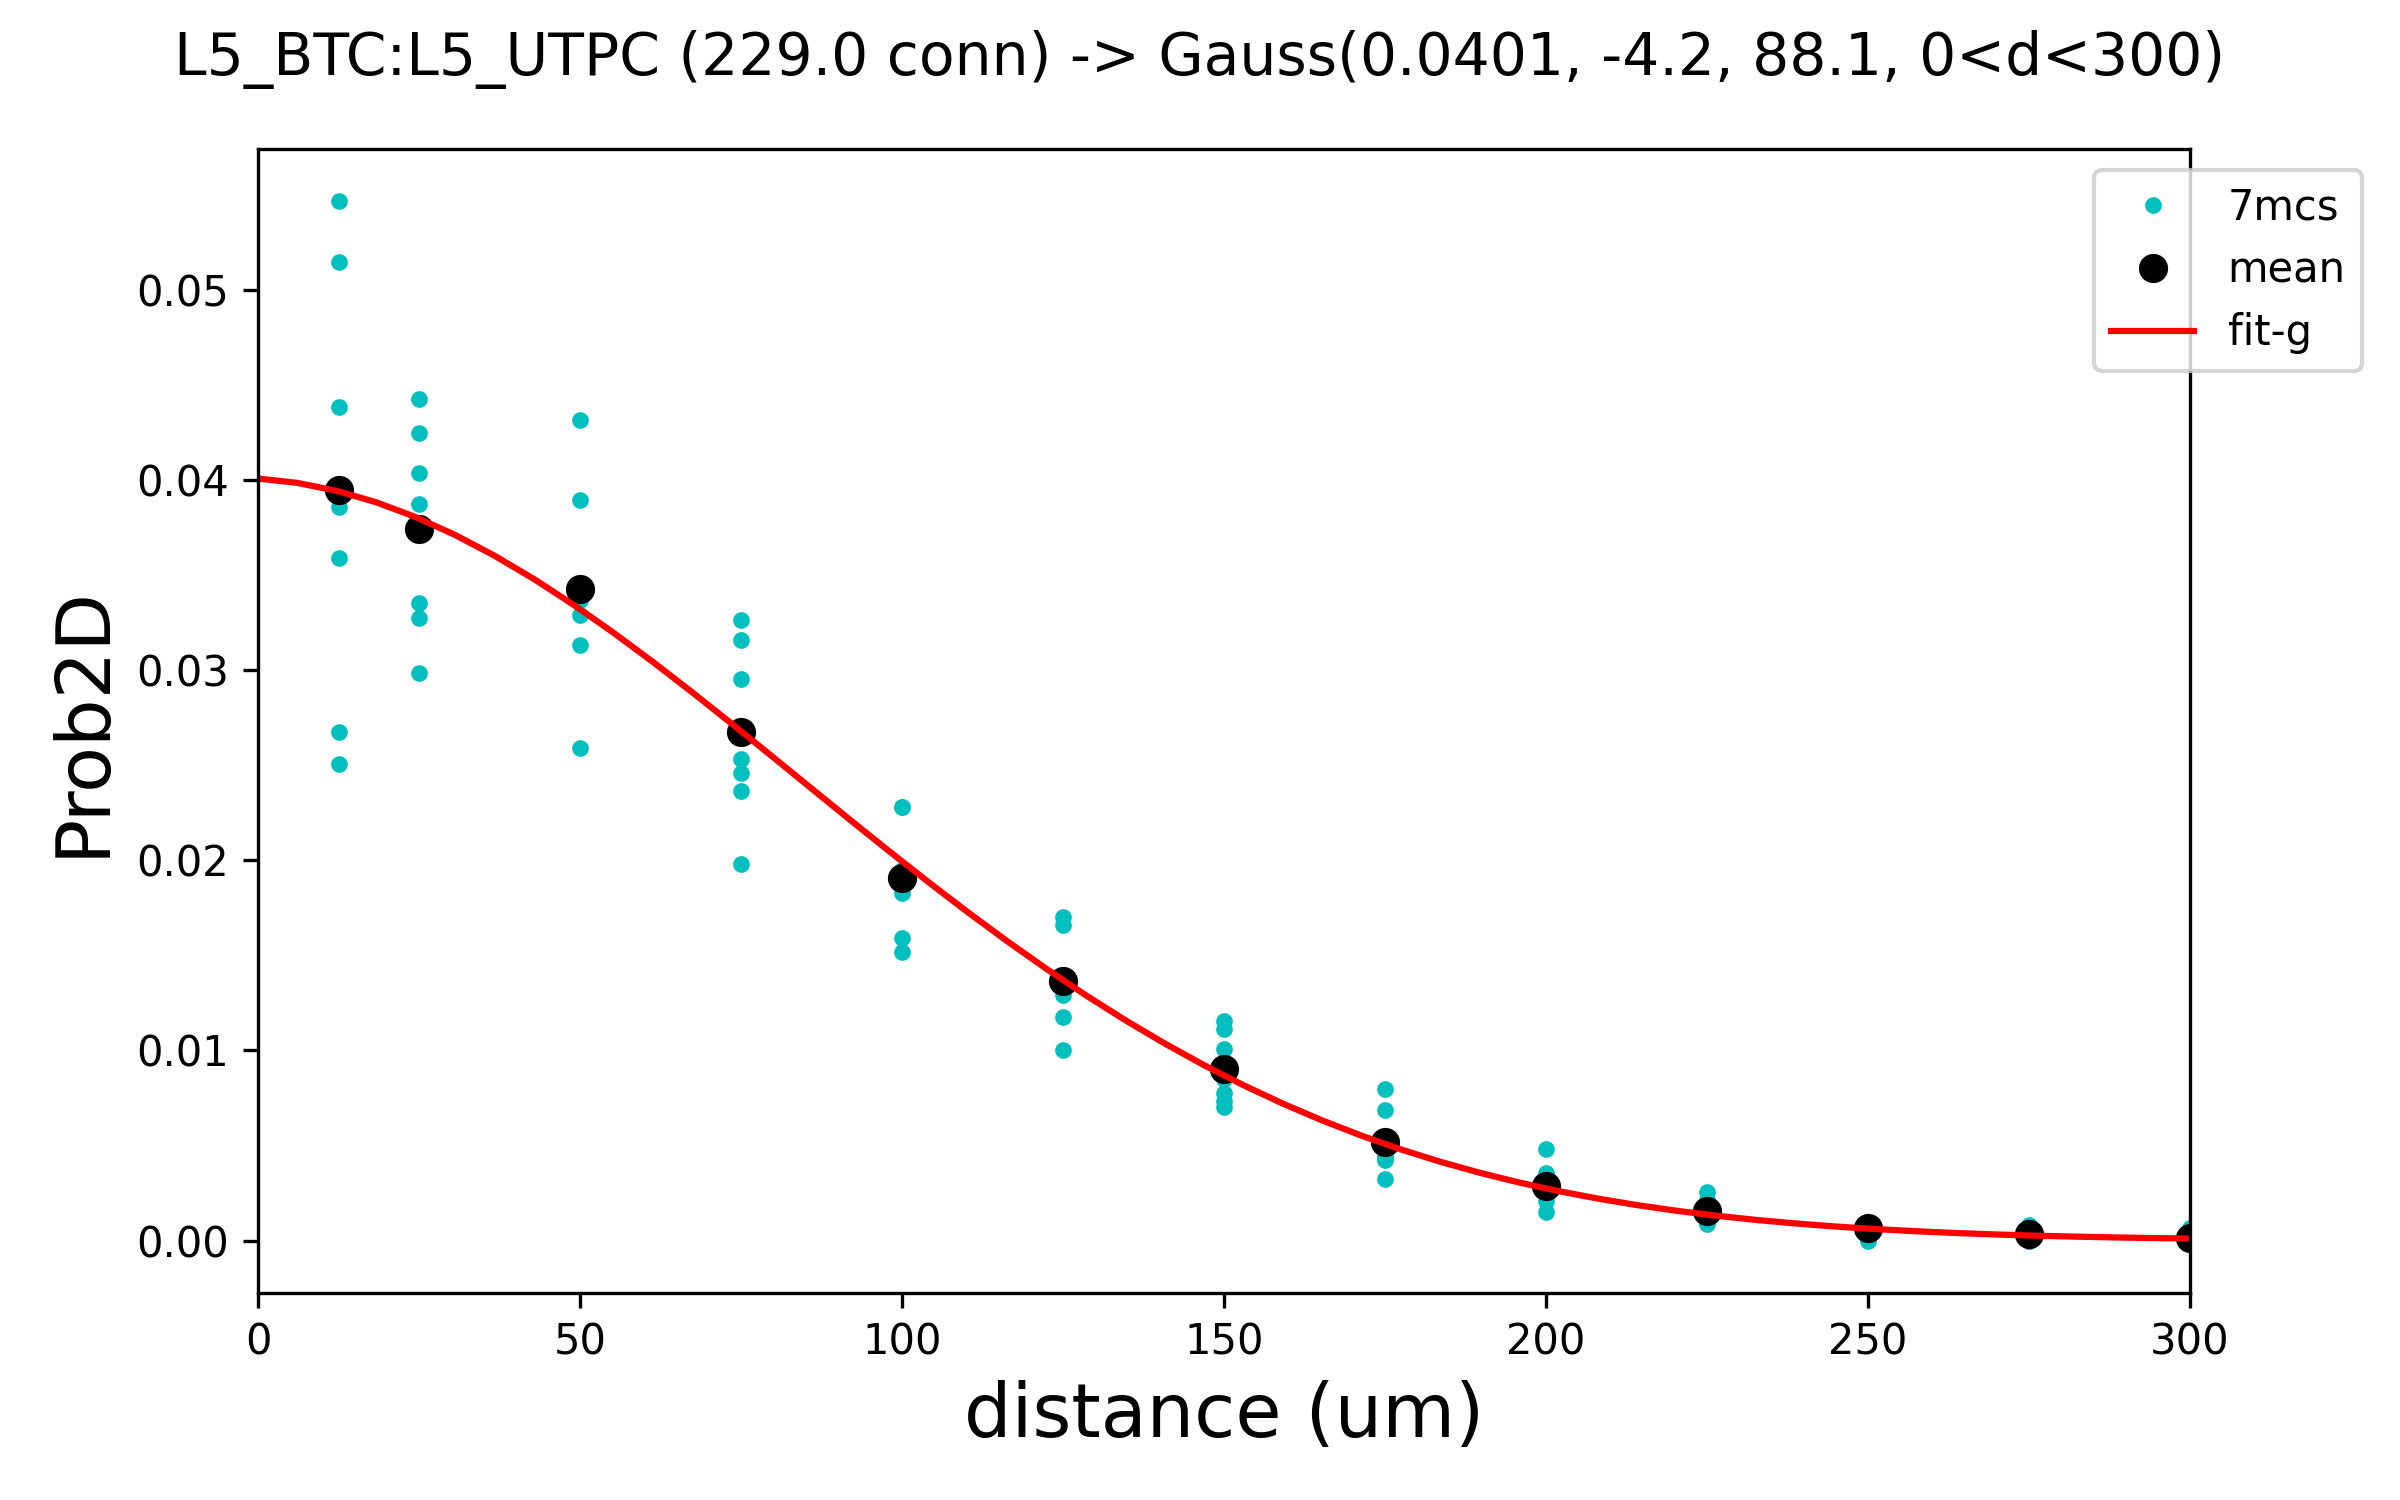 L5_BTC:L5_UTPC (229.0 conn) -> Gauss(0.0401, -4.2, 88.1, 0<d<300)
7mcs
mean
fit-g
Prob2D
0.05
0.04
0.03
0.02
0.01
0.00
0 50 100 150 200 250 300
distance (um)